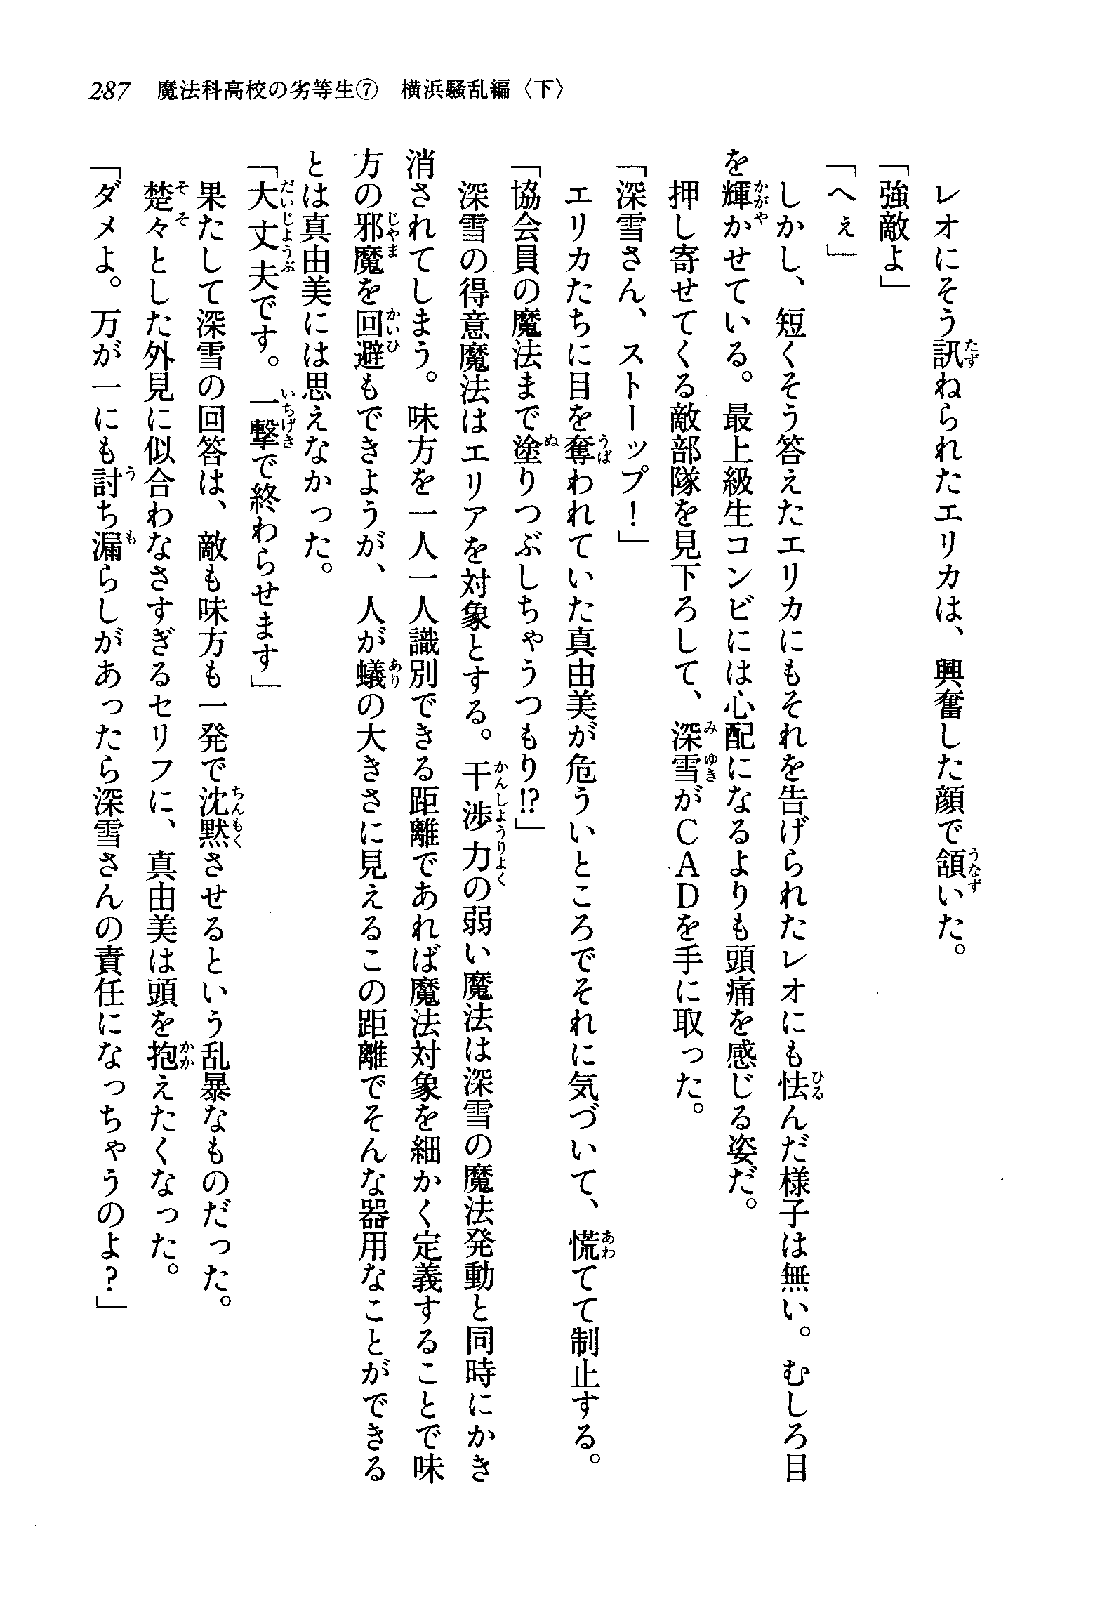 287　魔法科高校の劣等生⑦　横浜騒乱編〈下〉
レオにそう訊ねられたエリカは、興奮した顔で頷いた。
「強敵よ」
「へぇ」
しかし、短くそう答えたエリカにもそれを告げられたレオにも怯んだ様子は無い。むしろ目
を輝かせている。最上級生コンビには心配になるよりも頭痛を感じる姿だ。
押し寄せてくる敵部隊を見下ろして、深雪がＣＡＤを手に取った。
「深雪さん、ストーップ！」
エリカたちに目を奪われていた真由美が危ういところでそれに気づいて、慌てて制止する。
「協会員の魔法まで塗りつぶしちゃうつもり!?」
深雪の得意魔法はエリアを対象とする。干渉力の弱い魔法は深雪の魔法発動と同時にかき
消されてしまう。味方を一人一人識別できる距離であれば魔法対象を細かく定義することで味
方の邪魔を回避もできようが、人が蟻の大きさに見えるこの距離でそんな器用なことができる
とは真由美には思えなかった。
「大丈夫です。一撃で終わらせます」
果たして深雪の回答は、敵も味方も一発で沈黙させるという乱暴なものだった。
楚々とした外見に似合わなさすぎるセリフに、真由美は頭を抱えたくなった。
「ダメよ。万が一にも討ち漏らしがあったら深雪さんの責任になっちゃうのよ？」